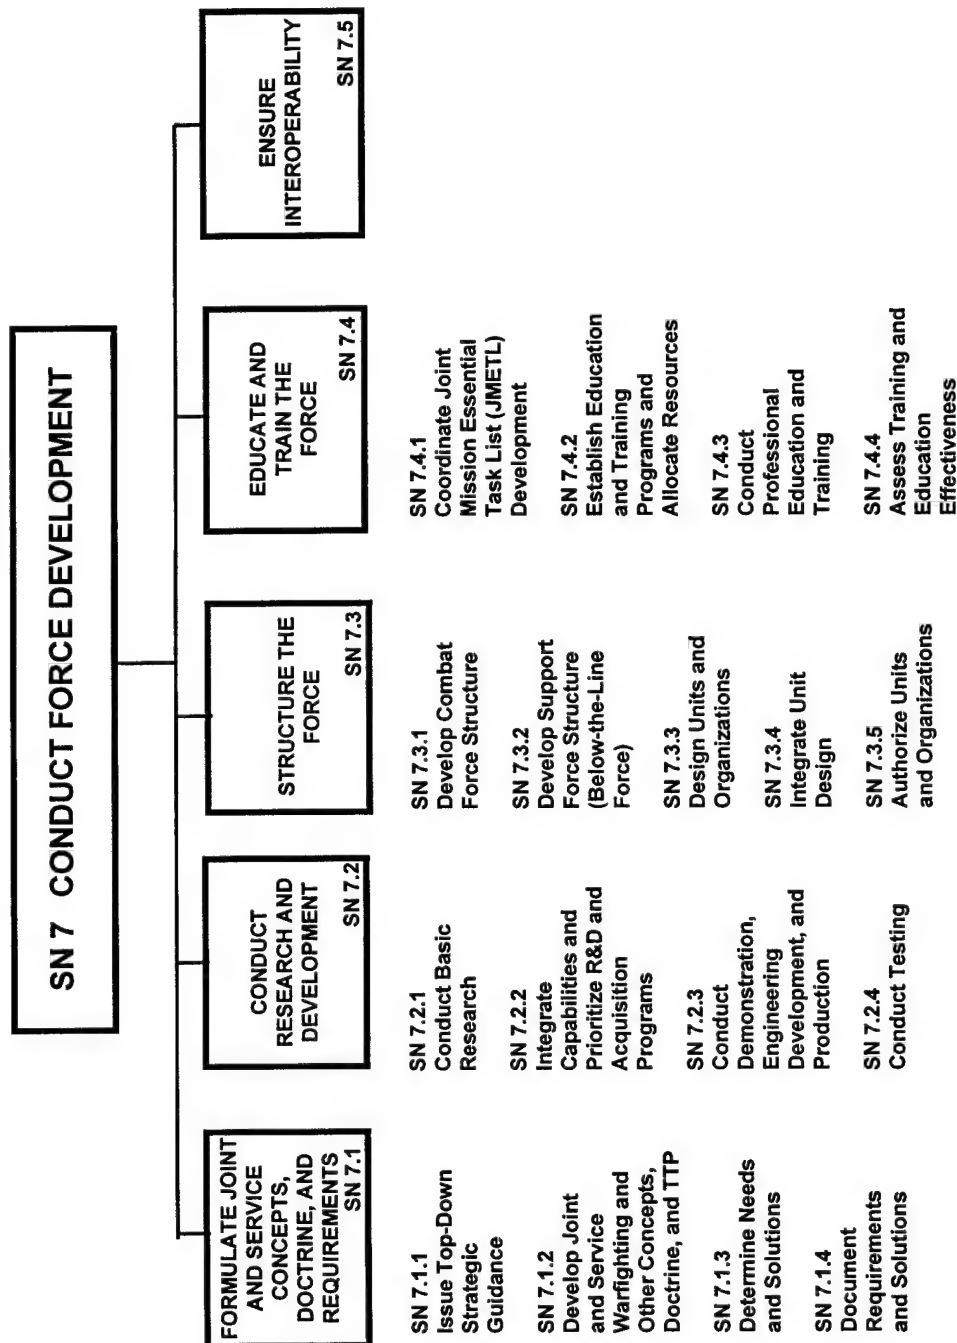 SN 7 CONDUCT FORCE DEVELOPMENT
FORMULATE JOINT
AND SERVICE
CONCEPTS,
DOCTRINE, AND
REQUIREMENTS
SN 7.1
SN 7.1.1
Issue Top-Down
Strategic
Guidance
SN 7.1.2
Develop Joint
and Service
Warfighting and
Other Concepts,
Doctrine, and TTP
SN 7.1.3
Determine Needs
and Solutions
SN 7.1.4
Document
Requirements
and Solutions
CONDUCT
RESEARCH AND
DEVELOPMENT
SN 7.2
SN 7.2.1
Conduct Basic
Research
SN 7.2.2
Integrate
Capabilities and
Prioritize R&D and
Acquisition
Programs
SN 7.2.3
Conduct
Demonstration,
Engineering
Development, and
Production
SN 7.2.4
Conduct Testing
STRUCTURE THE
FORCE
SN 7.3
SN 7.3.1
Develop Combat
Force Structure
SN 7.3.2
Develop Support
Force Structure
(Below-the-Line
Force)
SN 7.3.3
Design Units and
Organizations
SN 7.3.4
Integrate Unit
Design
SN 7.3.5
Authorize Units
and Organizations
EDUCATE AND
TRAIN THE
FORCE
SN 7.4
SN 7.4.1
Coordinate Joint
Mission Essential
Task List (JMETL)
Development
SN 7.4.2
Establish Education
and Training
Programs and
Allocate Resources
SN 7.4.3
Conduct
Professional
Education and
Training
SN 7.4.4
Assess Training and
Education
Effectiveness
ENSURE
INTEROPERABILITY
SN 7.5